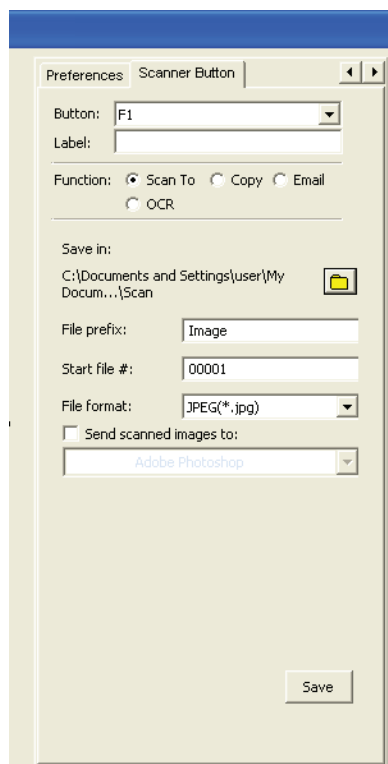 Preferences Scanner Button
Button: F1
Label:
Function: Scan To Copy Email
OCR
Save in:
C:\Documents and Settings\user\My
Docum...\Scan
File prefix: Image
Start file #: 00001
File format: JPEG(*.jpg)
Send scanned images to:
Adobe Photoshop
Save